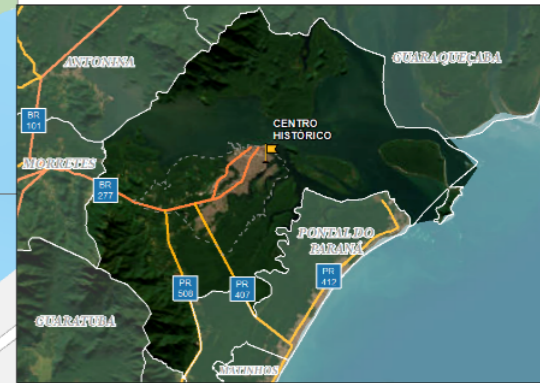 ANTONINA
GUARAQUEÇABA
BR
101
CENTRO
HISTÓRICO
MORRETES
BR
277
PONTAL DO
PARANÁ
PR
412
PR
508
PR
407
GUARATUBA
MATINHOS